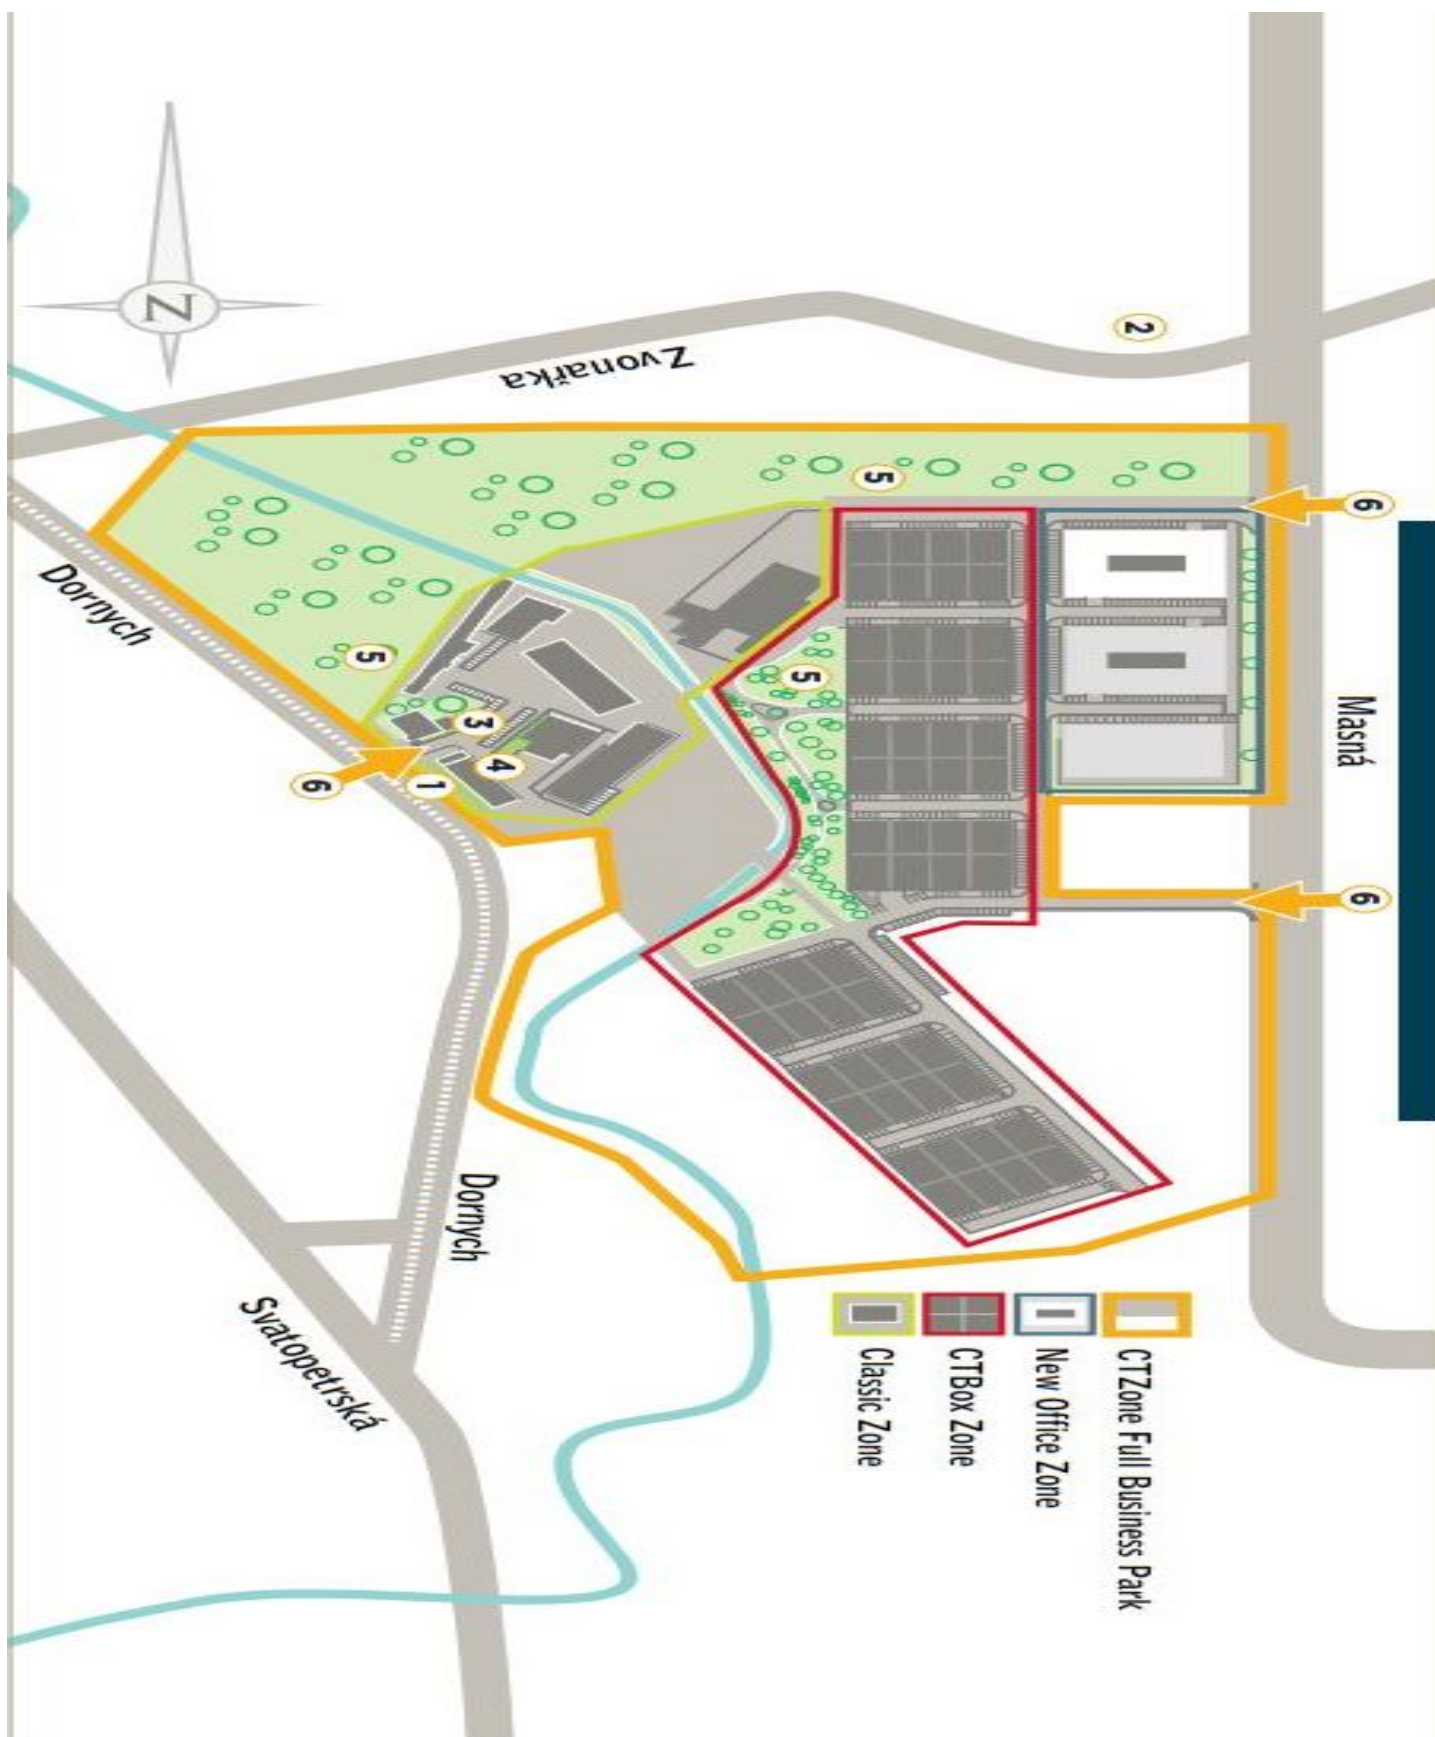 6
6
Masná
2
CTZone Full Business Park
New Office Zone
CTBox Zone
Classic Zone
5
5
Zvonařka
4
3
Dornych
1
5
6
Svatopetrská
N
Dornych